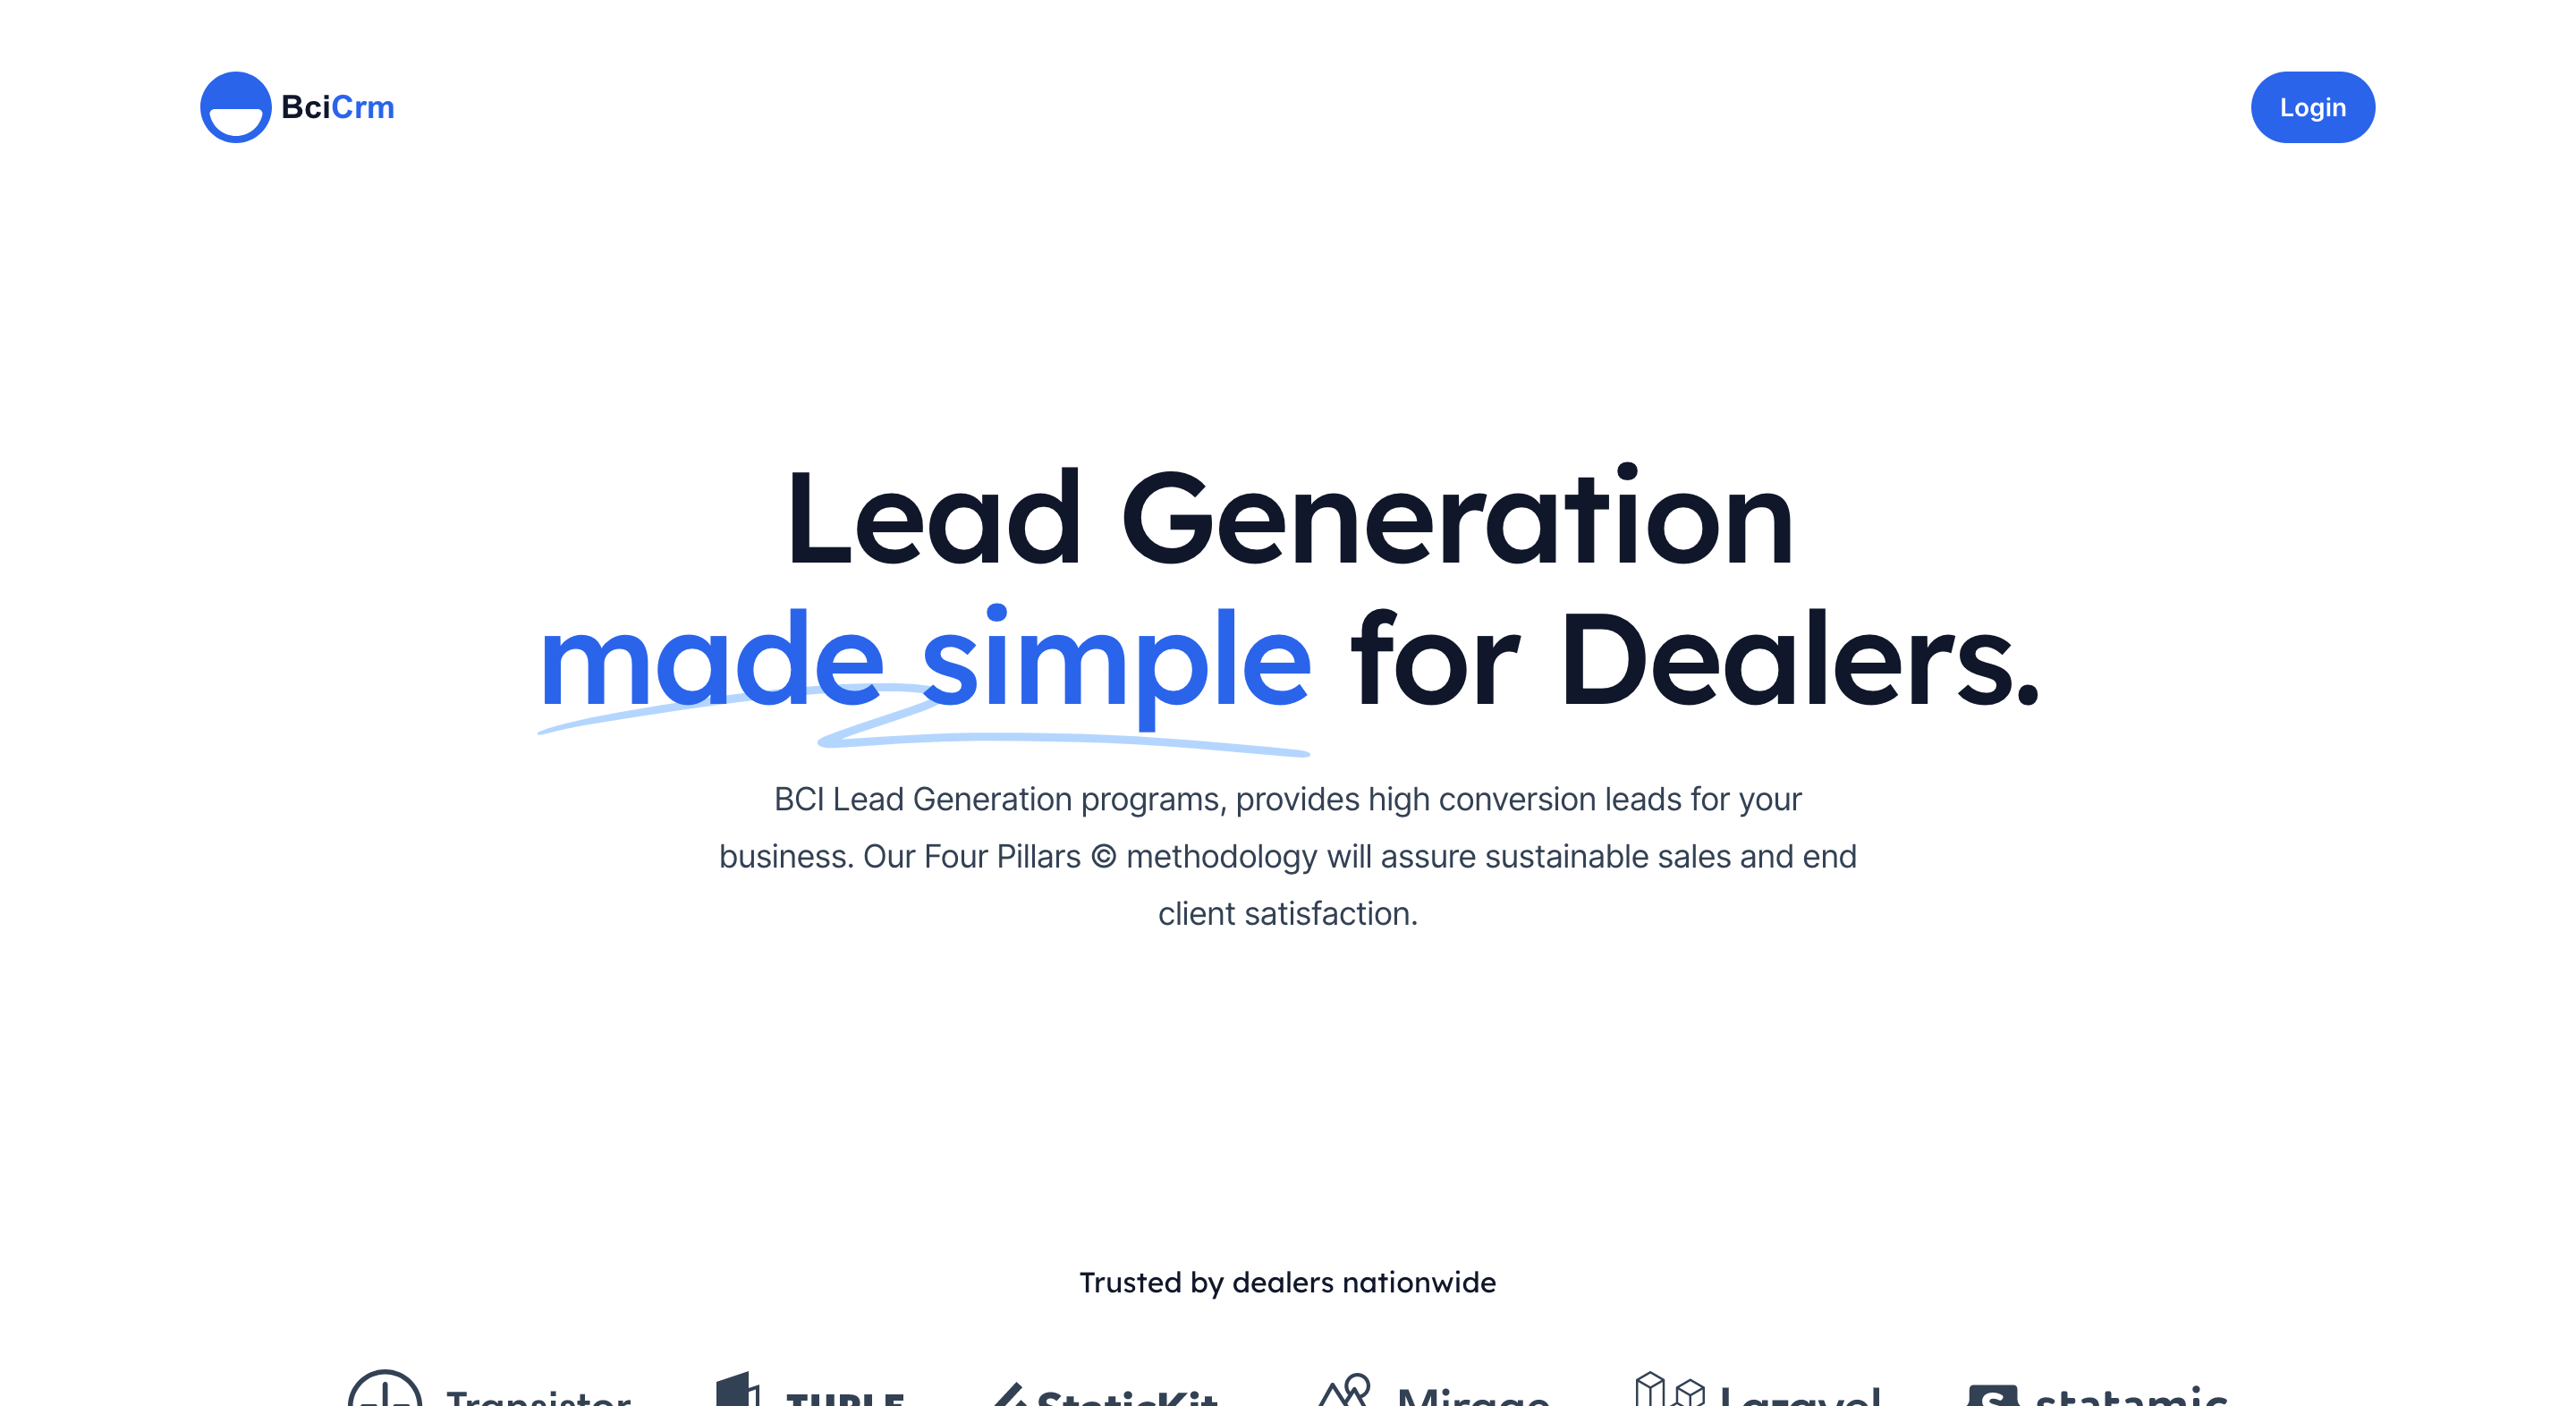 BciCrm
Login
Lead Generation
made simple for Dealers.
BCI Lead Generation programs, provides high conversion leads for your
business. Our Four Pillars © methodology will assure sustainable sales and end
client satisfaction.
Trusted by dealers nationwide
Transistor TUPLE StaticKit Mirage Laravel statamic